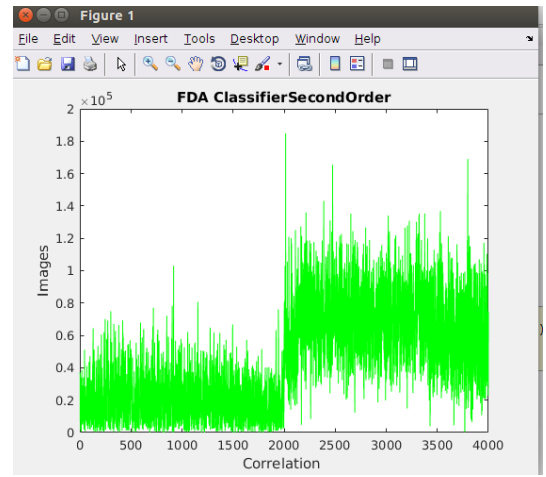 Figure 1
File Edit View Insert Tools Desktop Window Help
FDA ClassifierSecondOrder
×10⁵
2
1.8
1.6
1.4
1.2
1
0.8
0.6
0.4
0.2
0
Images
0 500 1000 1500 2000 2500 3000 3500 4000
Correlation
)